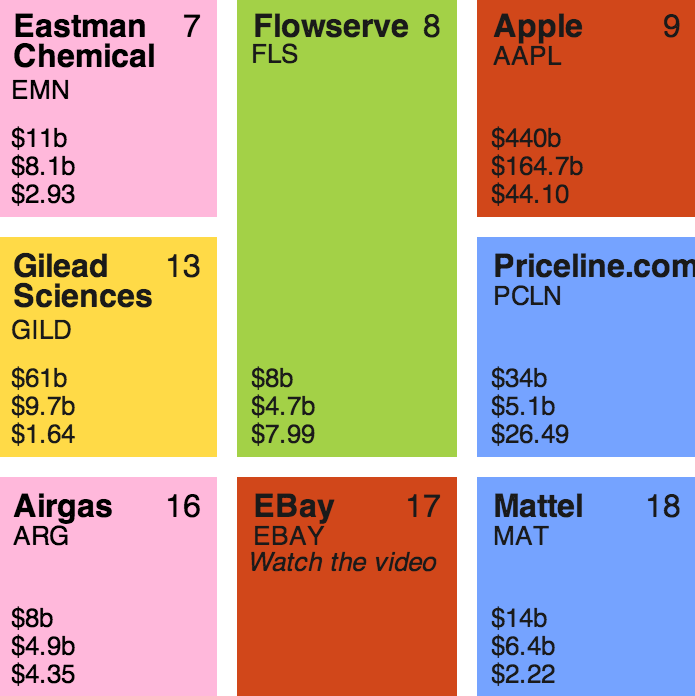 Eastman 7
Chemical
EMN
$11b
$8.1b
$2.93
Flowserve 8
FLS
$8b
$4.7b
$7.99
Apple 9
AAPL
$440b
$164.7b
$44.10
Gilead 13
Sciences
GILD
$61b
$9.7b
$1.64
Priceline.com
PCLN
$34b
$5.1b
$26.49
Airgas 16
ARG
$8b
$4.9b
$4.35
EBay 17
EBAY
Watch the video
Mattel 18
MAT
$14b
$6.4b
$2.22